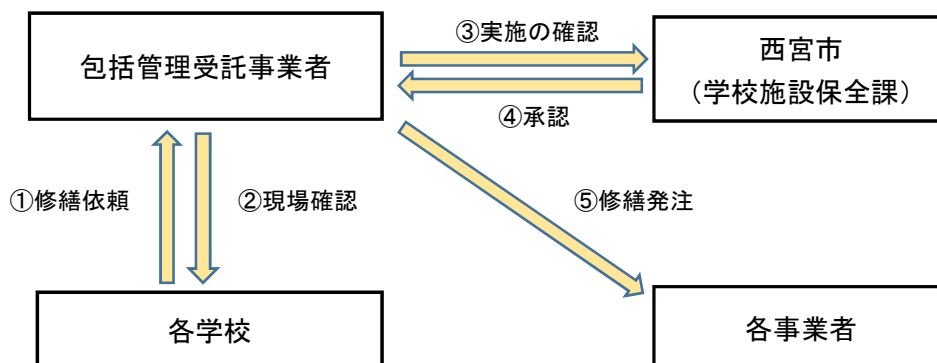 ③実施の確認
包括管理受託事業者
西宮市
（学校施設保全課）
④承認
①修繕依頼
②現場確認
⑤修繕発注
各学校
各事業者